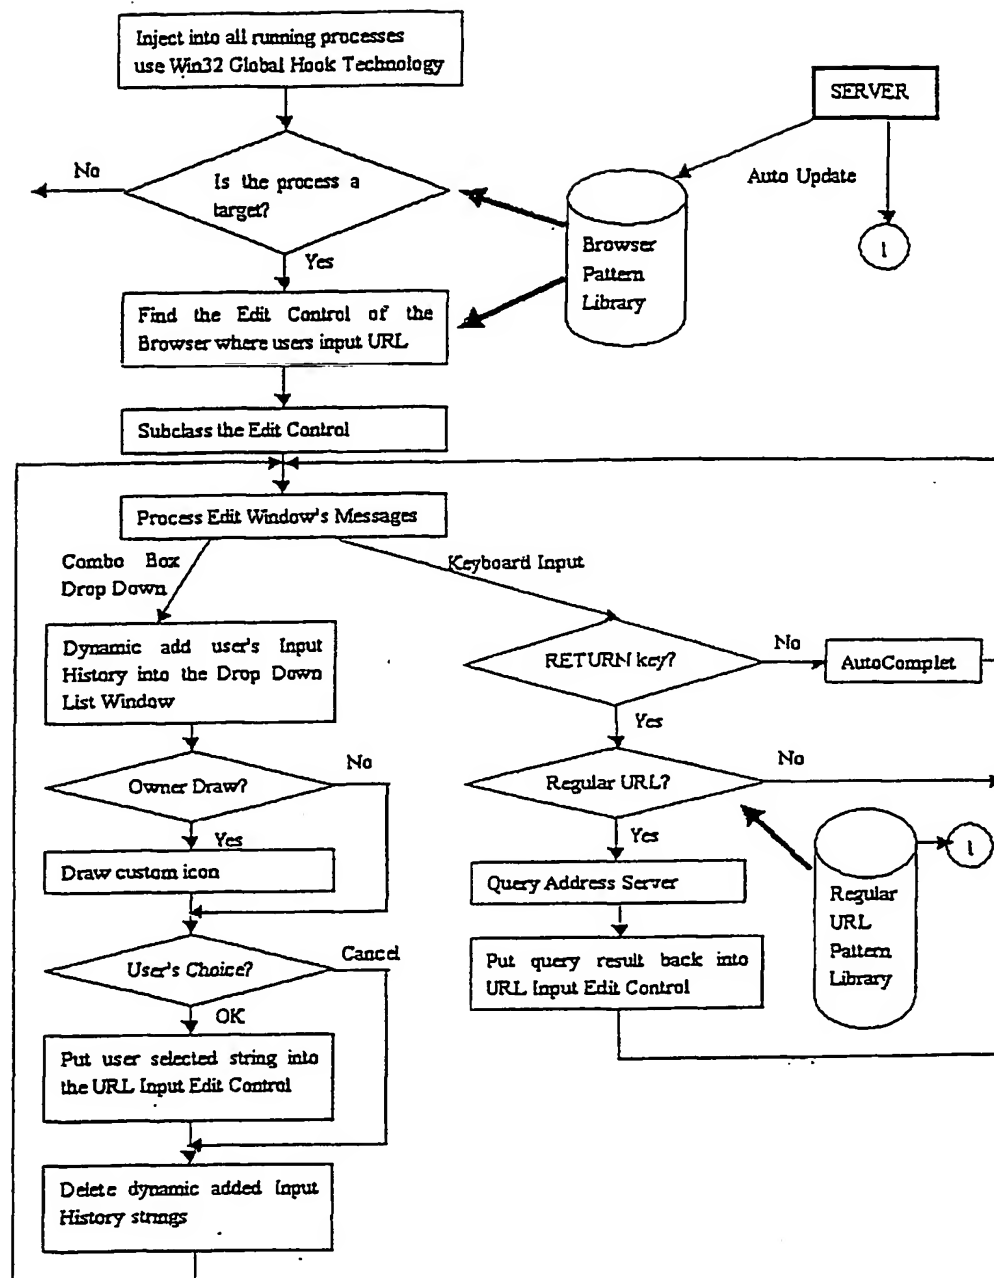 Inject into all running processes
use Win32 Global Hook Technology
SERVER
No
Is the process a
target?
Auto Update
1
Yes
Browser
Pattern
Library
Find the Edit Control of the
Browser where users input URL
Subclass the Edit Control
Process Edit Window's Messages
Combo Box
Drop Down
Keyboard Input
Dynamic add user's Input
History into the Drop Down
List Window
RETURN key?
No
AutoComplet
Yes
Owner Draw?
No
Regular URL?
No
Yes
Yes
Draw custom icon
Query Address Server
1
Regular
URL
Pattern
Library
User's Choice?
Cancel
Put query result back into
URL Input Edit Control
OK
Put user selected string into
the URL Input Edit Control
Delete dynamic added Input
History strings